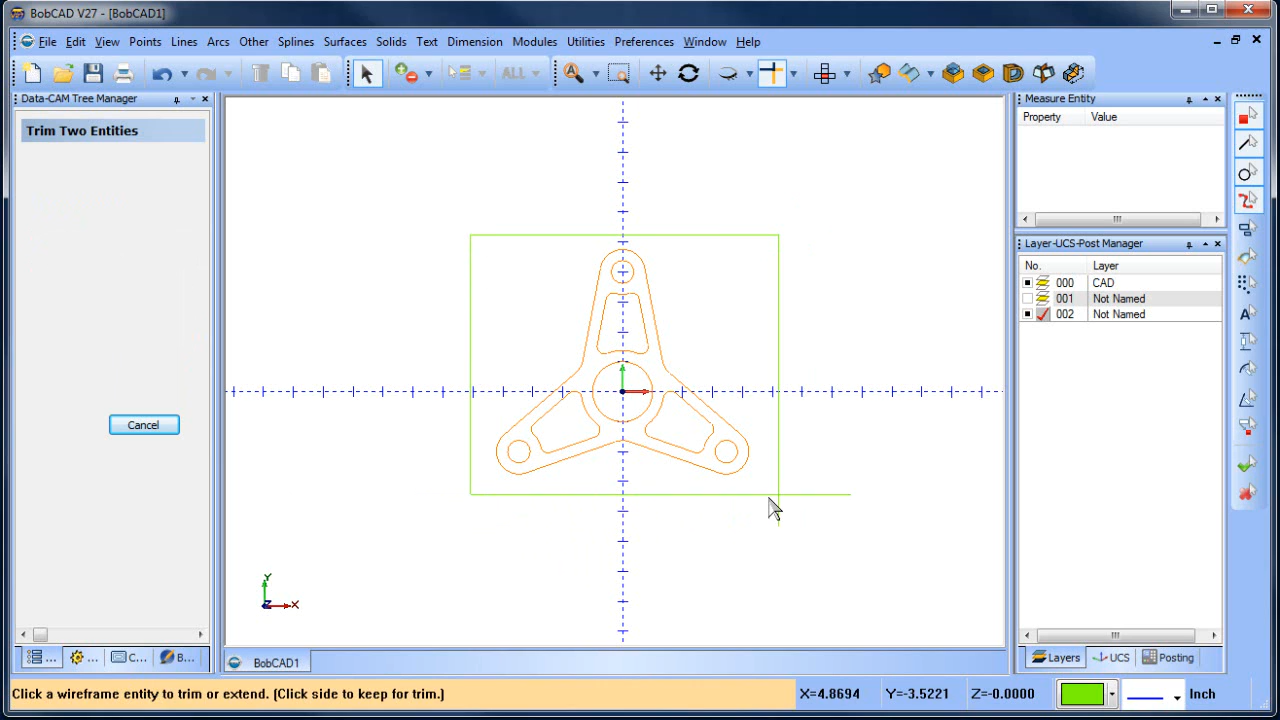 BobCAD V27 - [BobCAD1]
File Edit View Points Lines Arcs Other Splines Surfaces Solids Text Dimension Modules Utilities Preferences Window Help
ALL
Data-CAM Tree Manager
Trim Two Entities
Cancel
Y
Z X
Measure Entity
Property Value
Layer-UCS-Post Manager
No. Layer
000 CAD
001 Not Named
002 Not Named
A
... ... C... B...
BobCAD1
Layers UCS Posting
Click a wireframe entity to trim or extend. (Click side to keep for trim.) X=4.8694 Y=-3.5221 Z=-0.0000 Inch